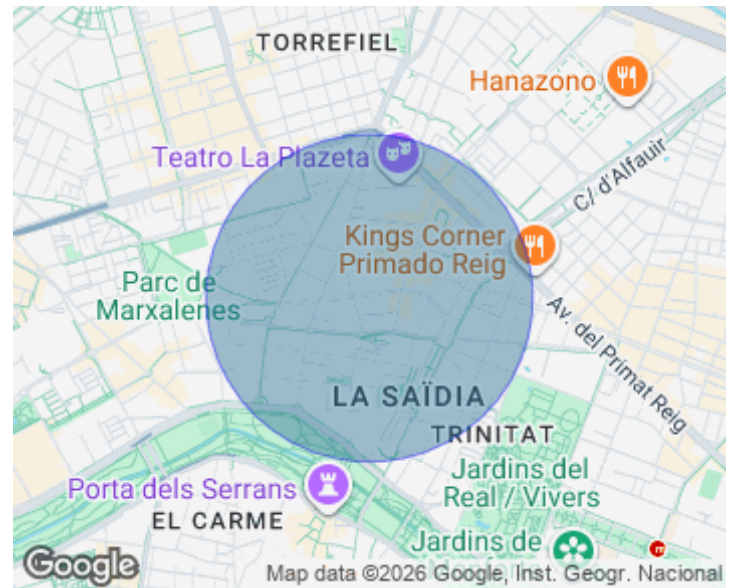 TORREFIEL
Hanazono
Teatro La Plazeta
C/ d'Alfauir
Kings Corner
Primado Reig
Parc de
Marxalenes
Av. del Primat Reig
LA SAÏDIA
TRINITAT
Jardins del
Real / Vivers
Porta dels Serrans
EL CARME
Jardins de
Google
Map data ©2026 Google, Inst. Geogr. Nacional